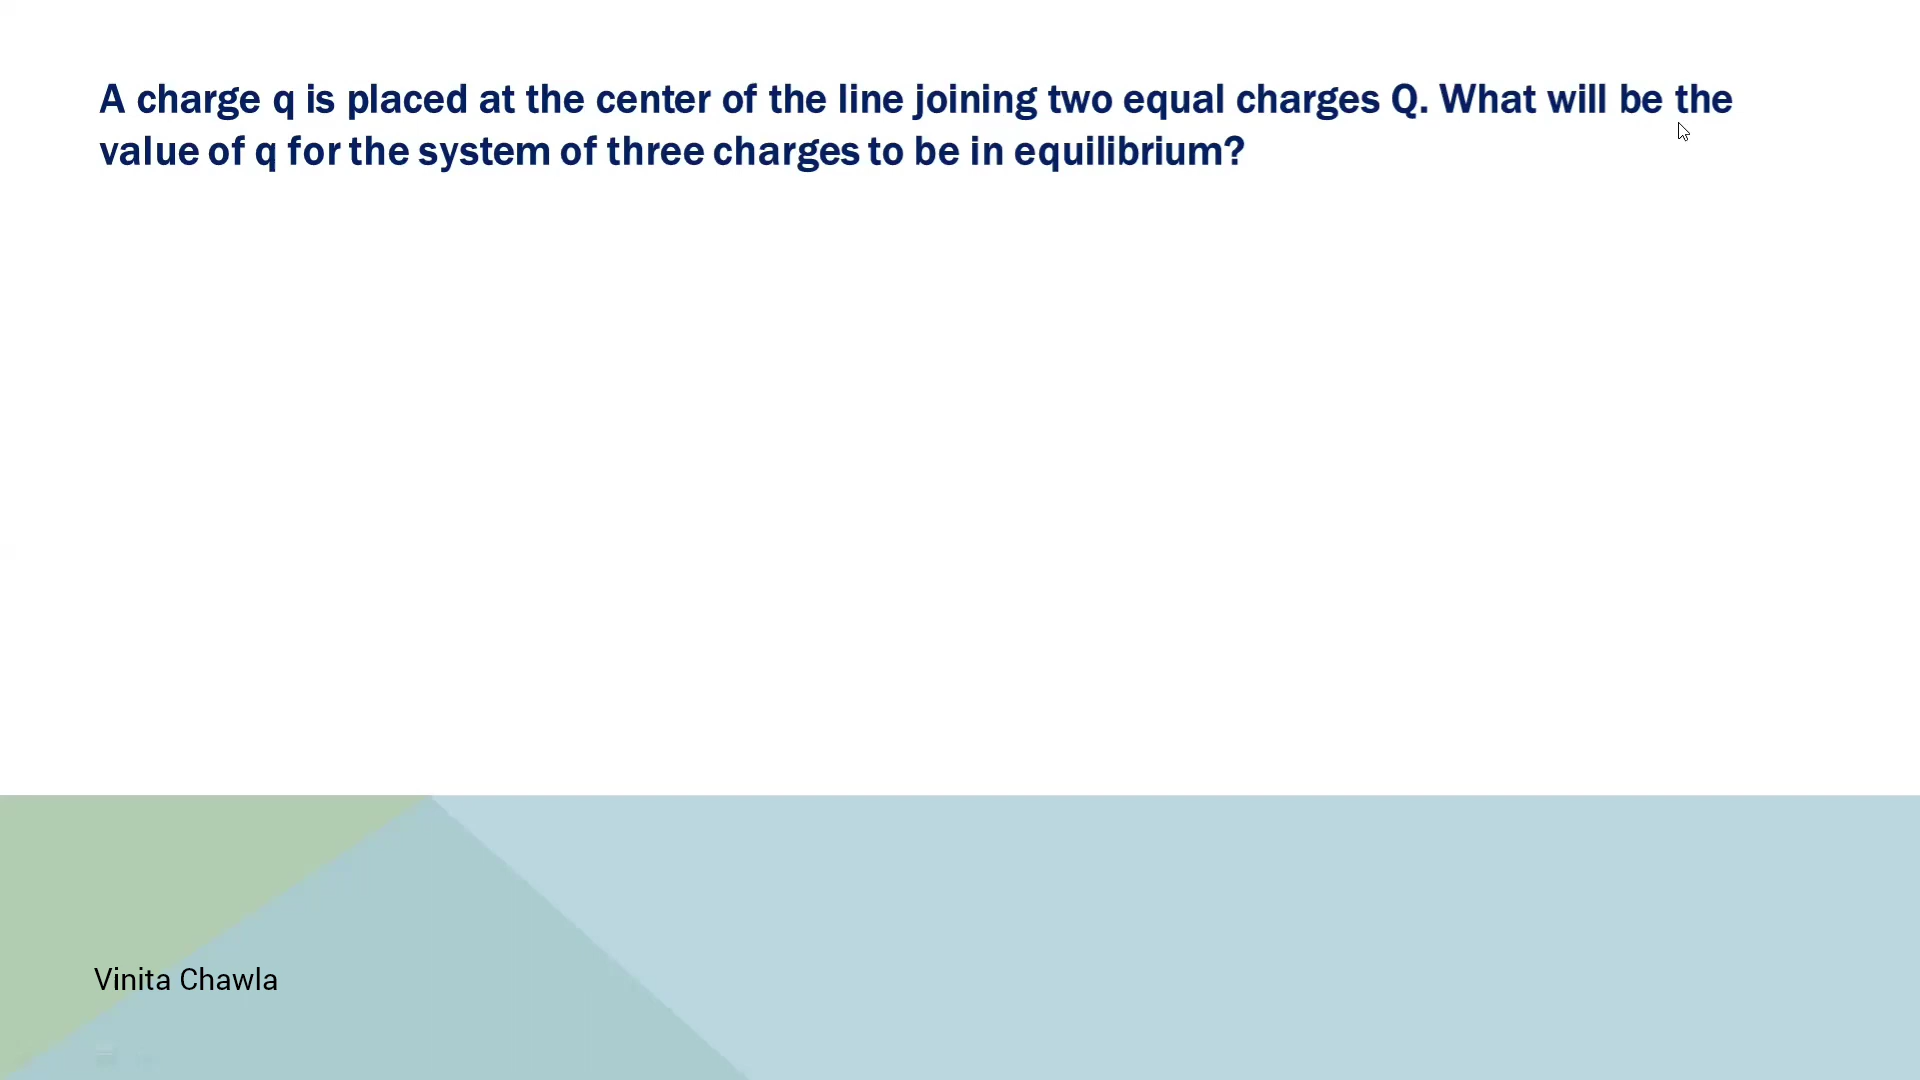 A charge q is placed at the center of the line joining two equal charges Q. What will be the
value of q for the system of three charges to be in equilibrium?
Vinita Chawla